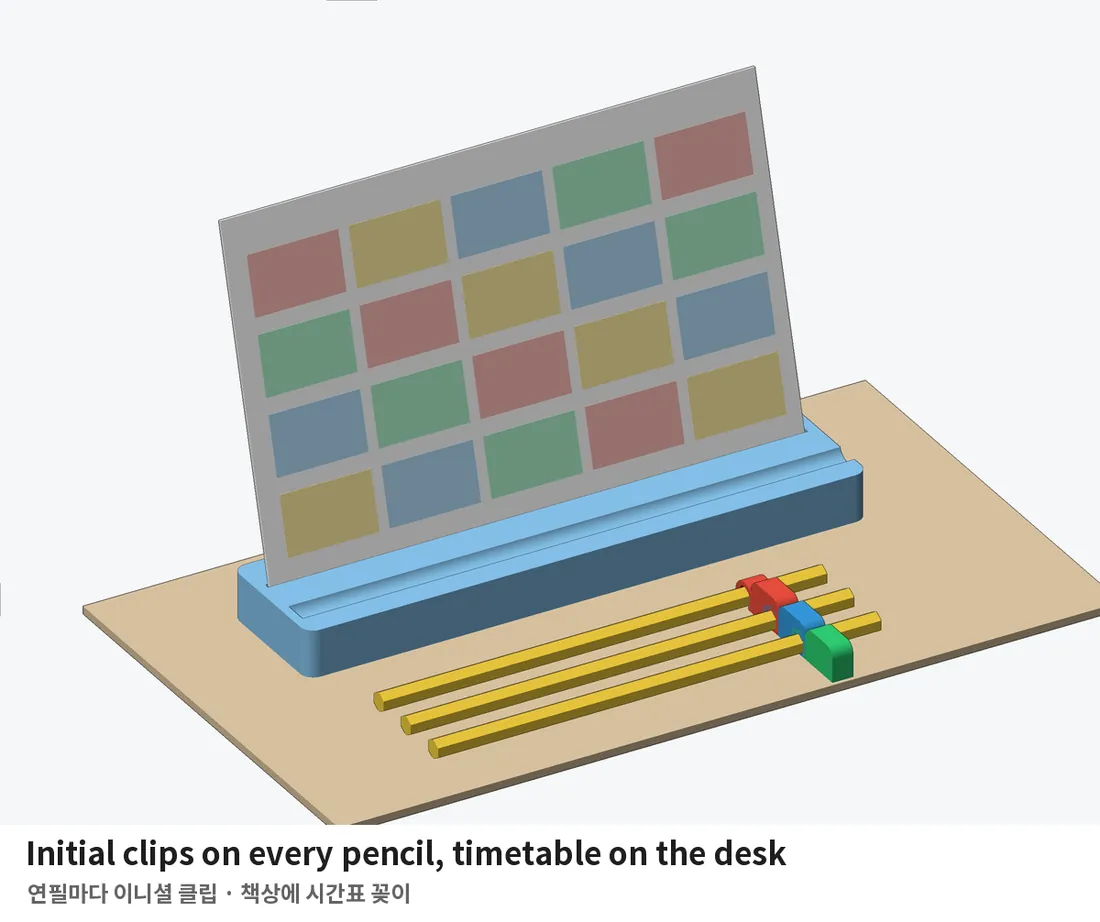 Initial clips on every pencil, timetable on the desk
연필마다 이니셜 클립 · 책상에 시간표 꽂이